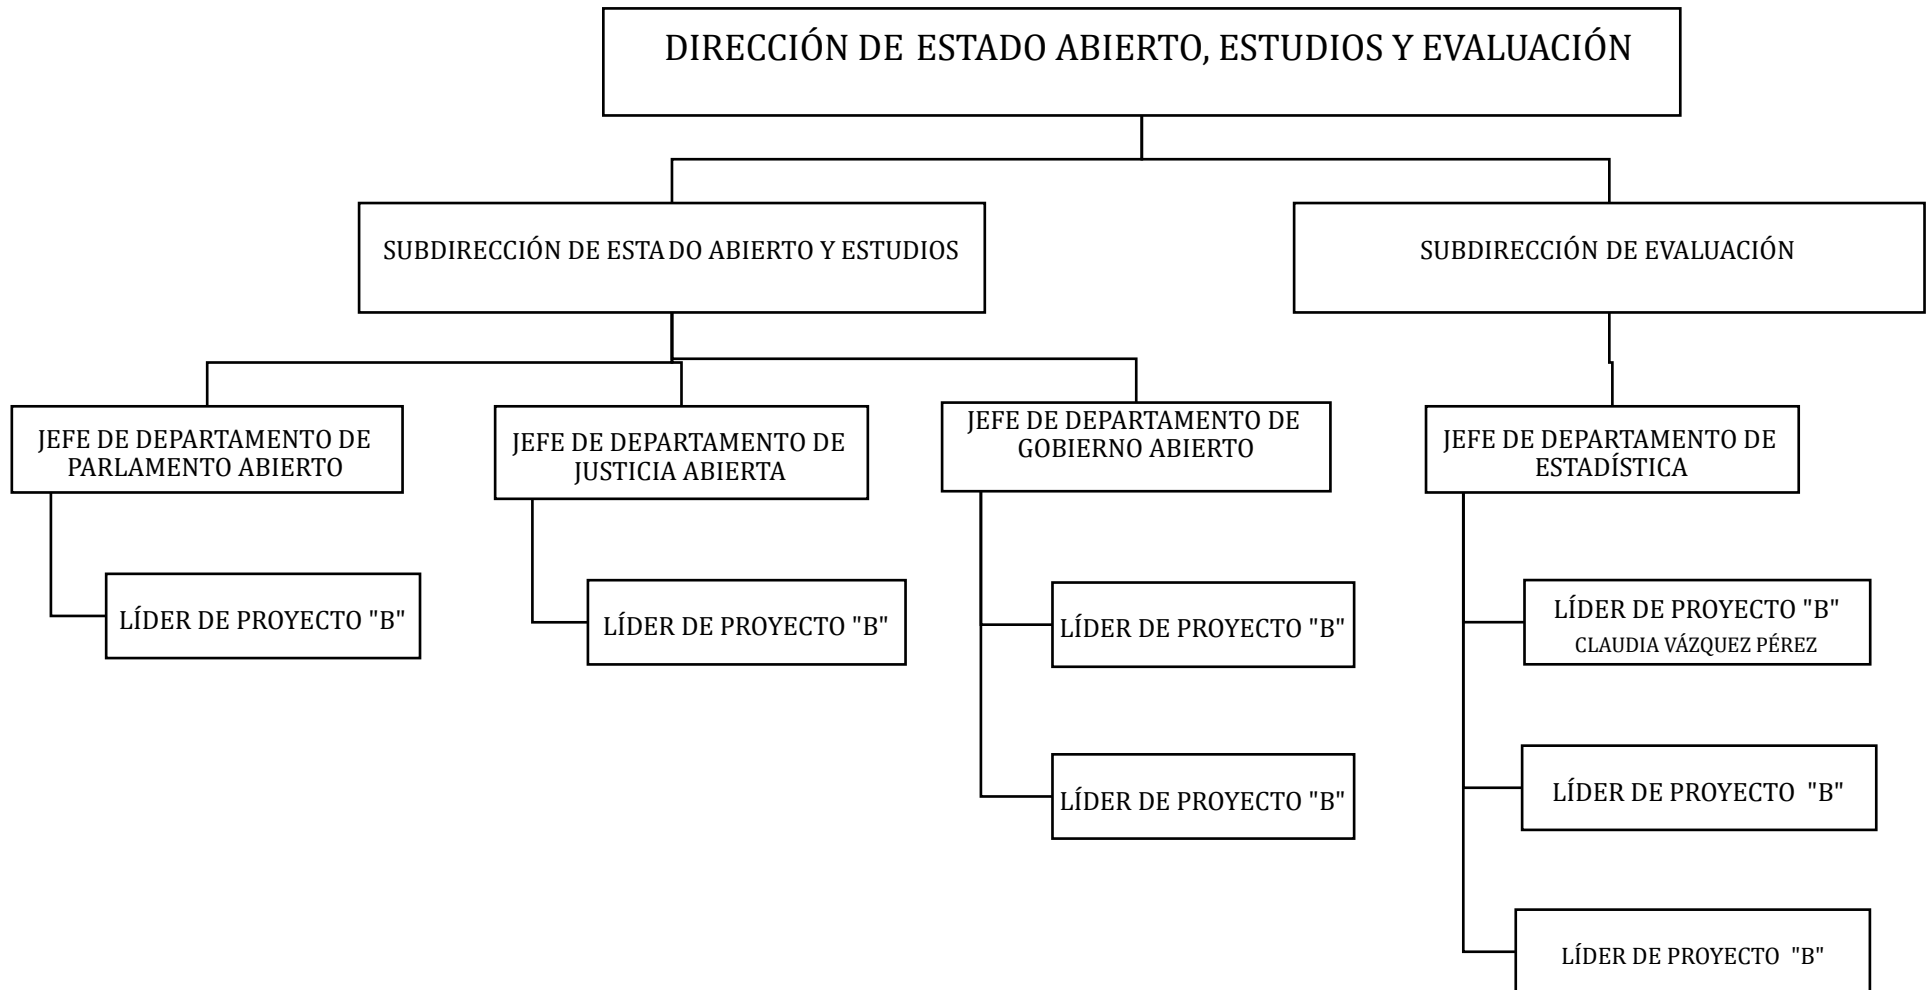 DIRECCIÓN DE ESTADO ABIERTO, ESTUDIOS Y EVALUACIÓN
SUBDIRECCIÓN DE ESTADO ABIERTO Y ESTUDIOS
SUBDIRECCIÓN DE EVALUACIÓN
JEFE DE DEPARTAMENTO DE
PARLAMENTO ABIERTO
JEFE DE DEPARTAMENTO DE
JUSTICIA ABIERTA
JEFE DE DEPARTAMENTO DE
GOBIERNO ABIERTO
JEFE DE DEPARTAMENTO DE
ESTADÍSTICA
LÍDER DE PROYECTO "B"
LÍDER DE PROYECTO "B"
LÍDER DE PROYECTO "B"
LÍDER DE PROYECTO "B"
CLAUDIA VÁZQUEZ PÉREZ
LÍDER DE PROYECTO "B"
LÍDER DE PROYECTO "B"
LÍDER DE PROYECTO "B"